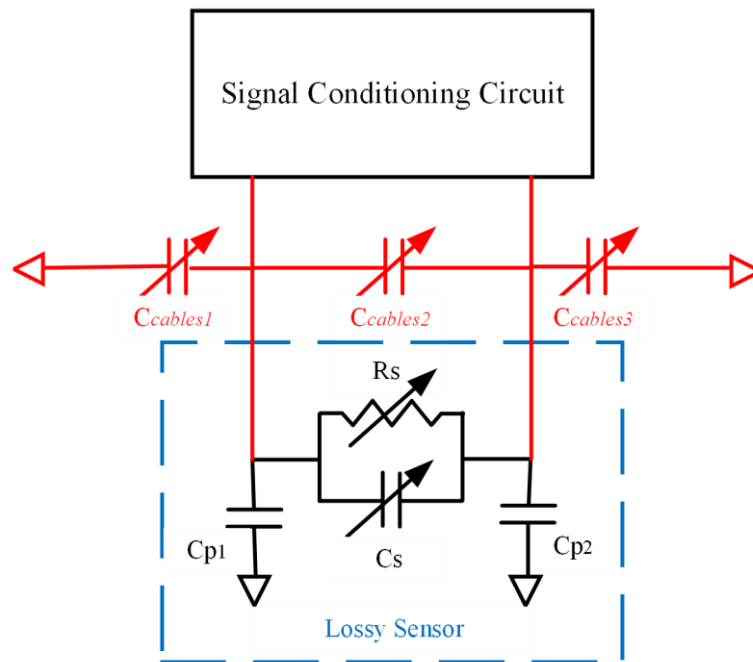 Signal Conditioning Circuit
Ccables1 Ccables2 Ccables3
Rs
Cp1 Cs Cp2
Lossy Sensor